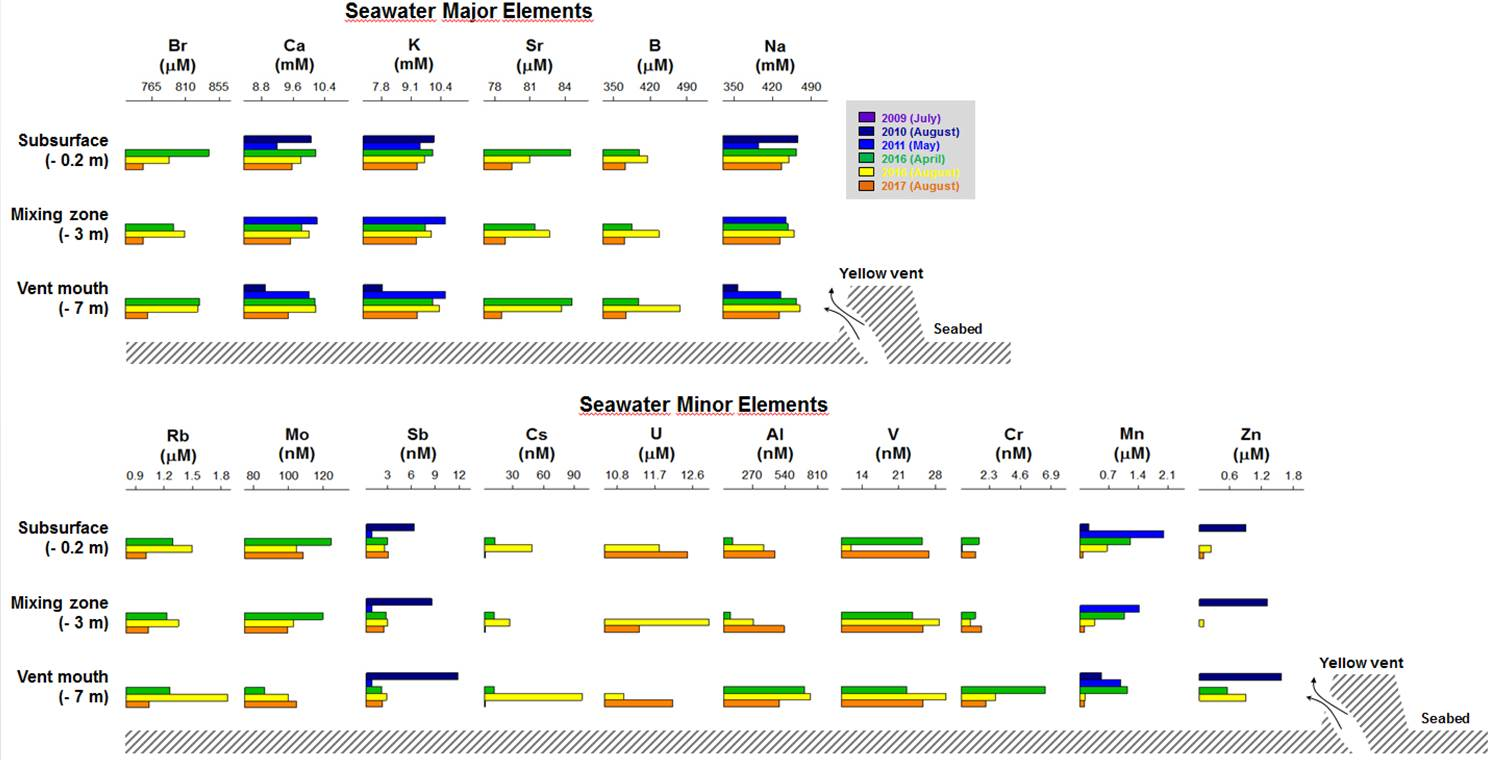 Seawater Major Elements
Br Ca K Sr B Na
(µM) (mM) (mM) (µM) (µM) (mM)
765 810 855 8.8 9.6 10.4 7.8 9.1 10.4 78 81 84 350 420 490 350 420 490
2009 (July)
2010 (August)
2011 (May)
2016 (April)
2016 (August)
2017 (August)
Subsurface
(- 0.2 m)
Mixing zone
(- 3 m)
Vent mouth
(- 7 m)
Yellow vent
Seabed
Seawater Minor Elements
Rb Mo Sb Cs U Al V Cr Mn Zn
(µM) (nM) (nM) (nM) (µM) (nM) (nM) (nM) (µM) (µM)
0.9 1.2 1.5 1.8 80 100 120 3 6 9 12 30 60 90 10.8 11.7 12.6 270 540 810 14 21 28 2.3 4.6 6.9 0.7 1.4 2.1 0.6 1.2 1.8
Subsurface
(- 0.2 m)
Mixing zone
(- 3 m)
Vent mouth
(- 7 m)
Yellow vent
Seabed